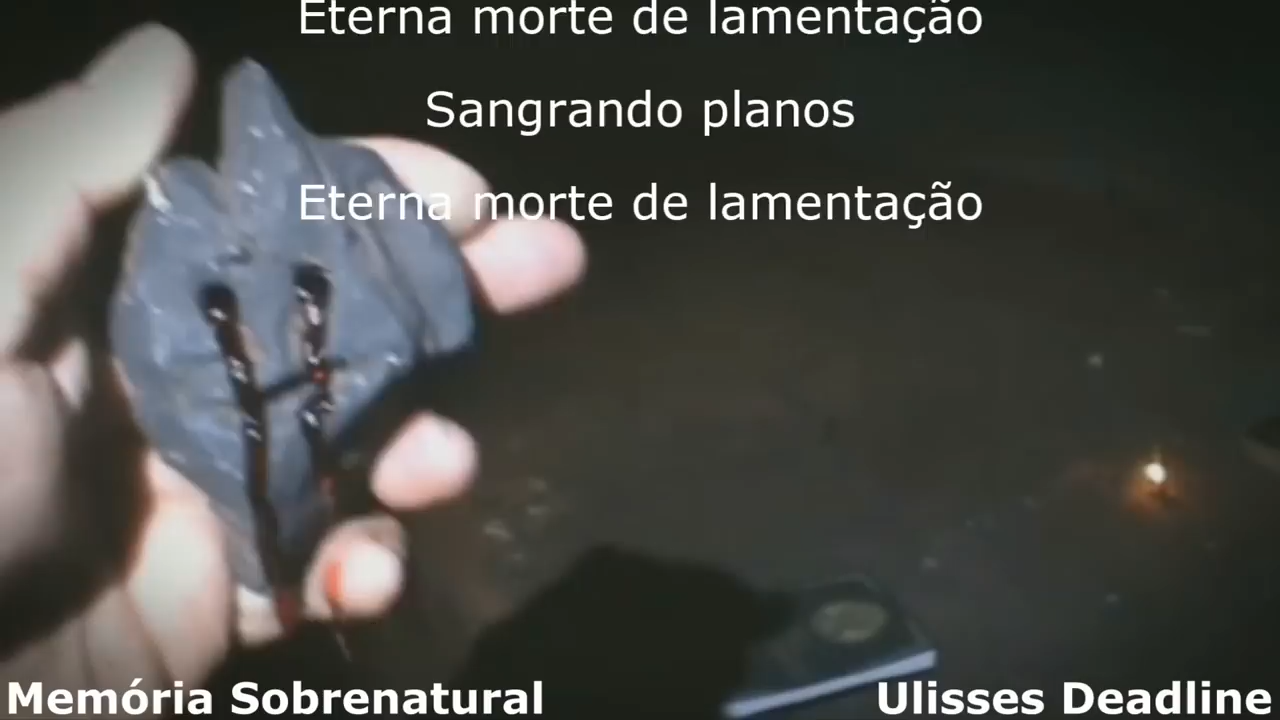 Eterna morte de lamentação
Sangrando planos
Eterna morte de lamentação
Memória Sobrenatural
Ulisses Deadline